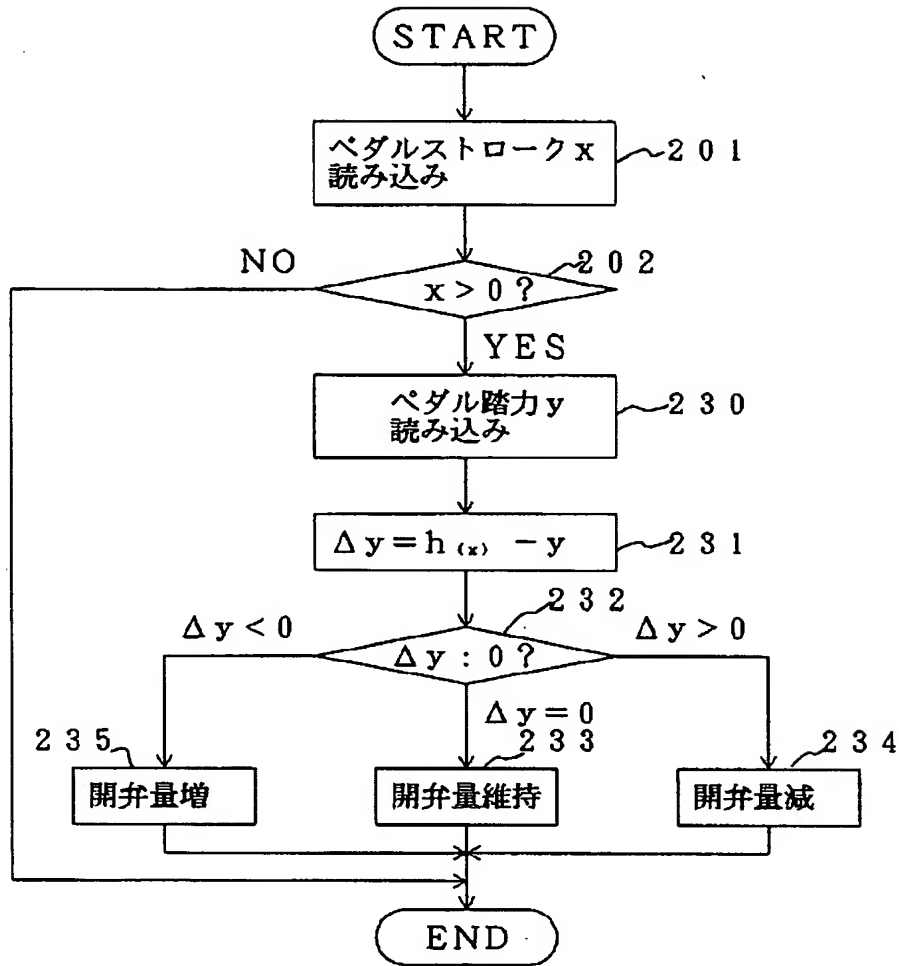 START
ペダルストロークx
読み込み
201
NO
202
x>0?
YES
ペダル踏力y
読み込み
230
Δy=h(x)-y
231
232
Δy<0
Δy:0?
Δy>0
Δy=0
235
233
234
開弁量増
開弁量維持
開弁量減
END